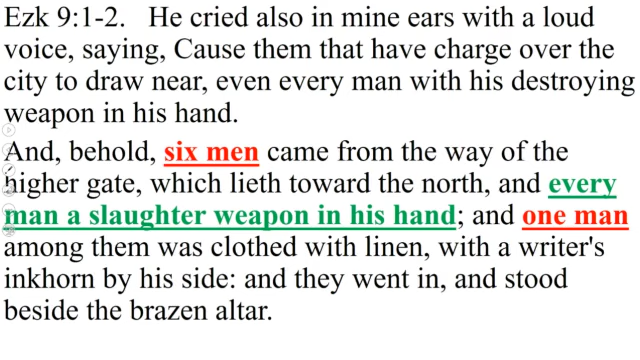 Ezk 9:1-2.   He cried also in mine ears with a loud
voice, saying, Cause them that have charge over the
city to draw near, even every man with his destroying
weapon in his hand.
And, behold, six men came from the way of the
higher gate, which lieth toward the north, and every
man a slaughter weapon in his hand; and one man
among them was clothed with linen, with a writer's
inkhorn by his side: and they went in, and stood
beside the brazen altar.